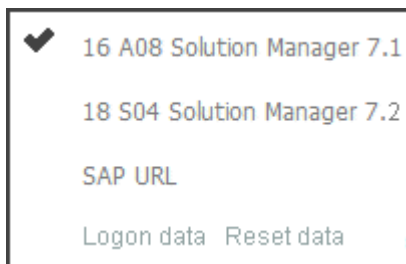 16 A08 Solution Manager 7.1
18 S04 Solution Manager 7.2
SAP URL
Logon data Reset data